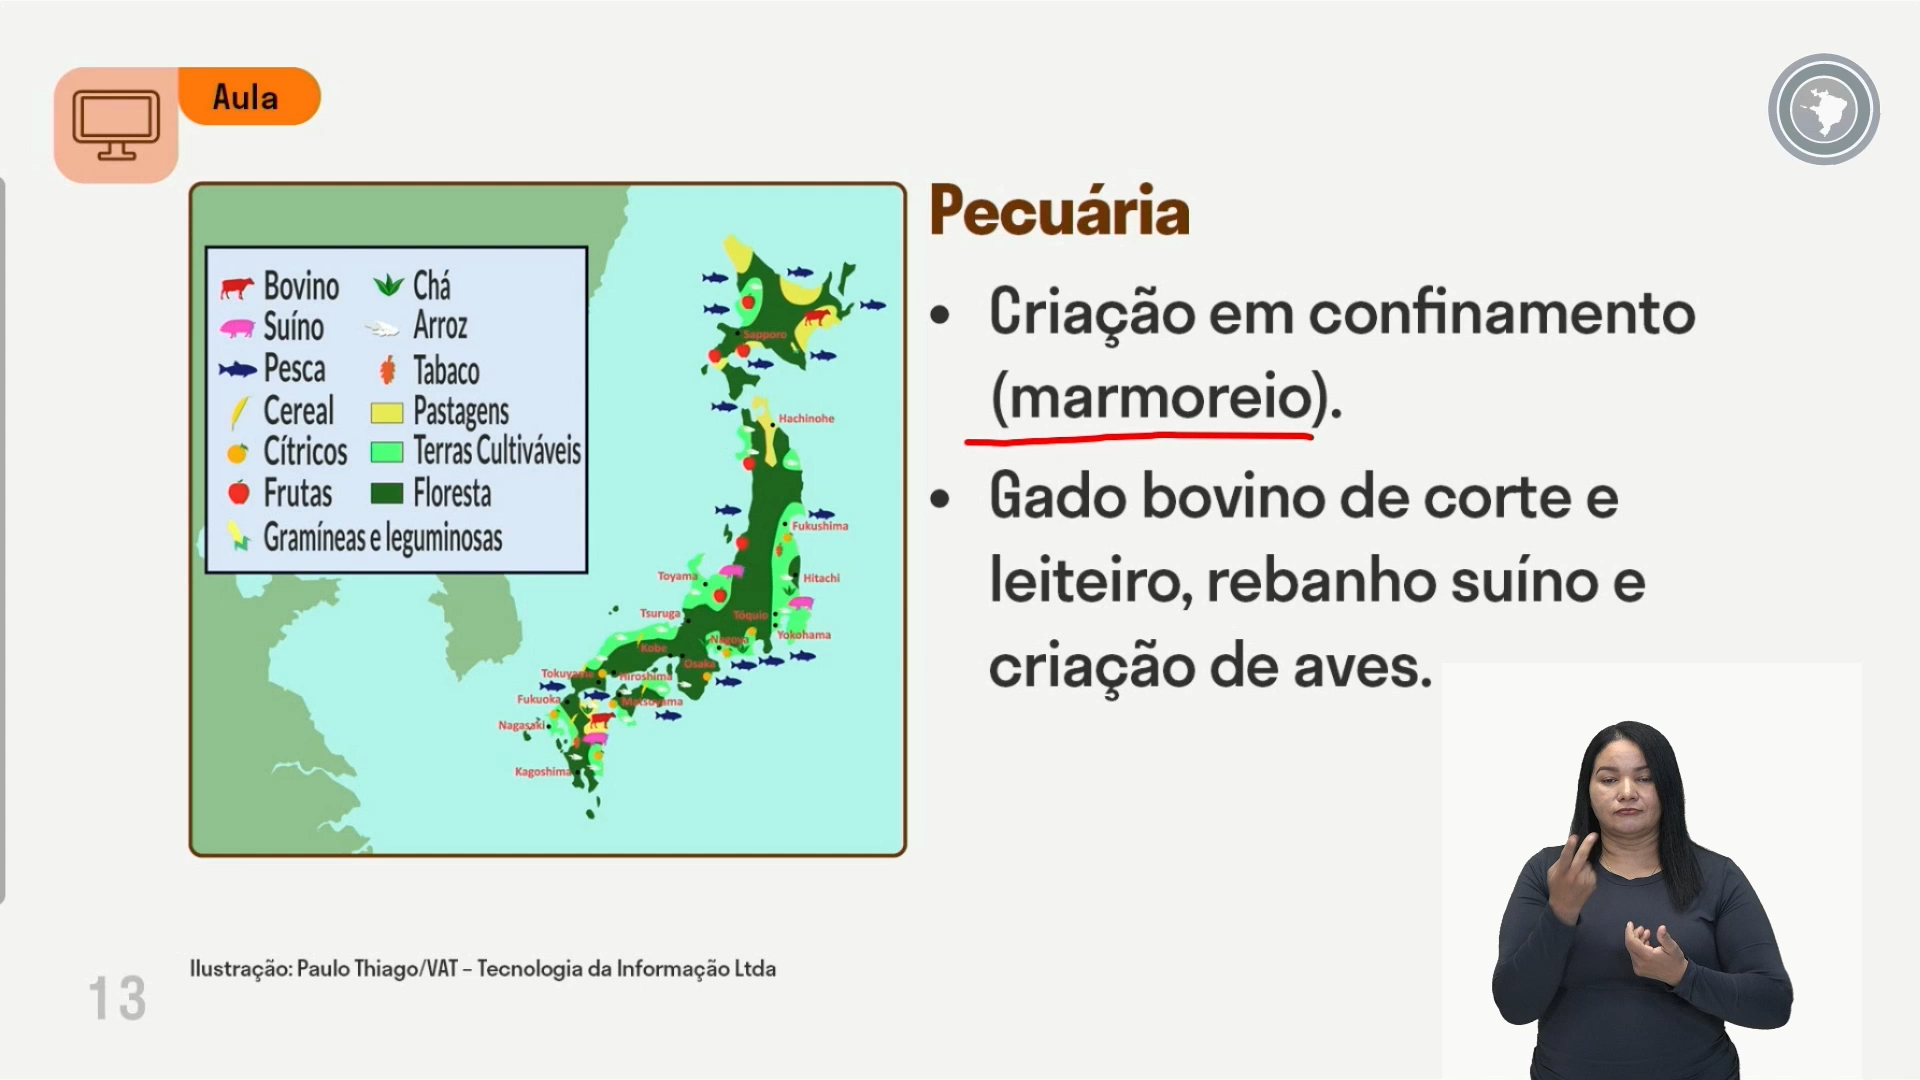 Aula
Pecuária
• Criação em confinamento
(marmoreio).
• Gado bovino de corte e
leiteiro, rebanho suíno e
criação de aves.
Bovino
Chá
Suíno
Arroz
Pesca
Tabaco
Cereal
Pastagens
Cítricos
Terras Cultiváveis
Frutas
Floresta
Gramíneas e leguminosas
Sapporo
Hachinohe
Fukushima
Toyama
Hitachi
Tsuruga
Tóquio
Nagoya
Yokohama
Kobe
Osaka
Tokuyama
Hiroshima
Fukuoka
Matsuyama
Nagasaki
Kagoshima
Ilustração: Paulo Thiago/VAT – Tecnologia da Informação Ltda
13